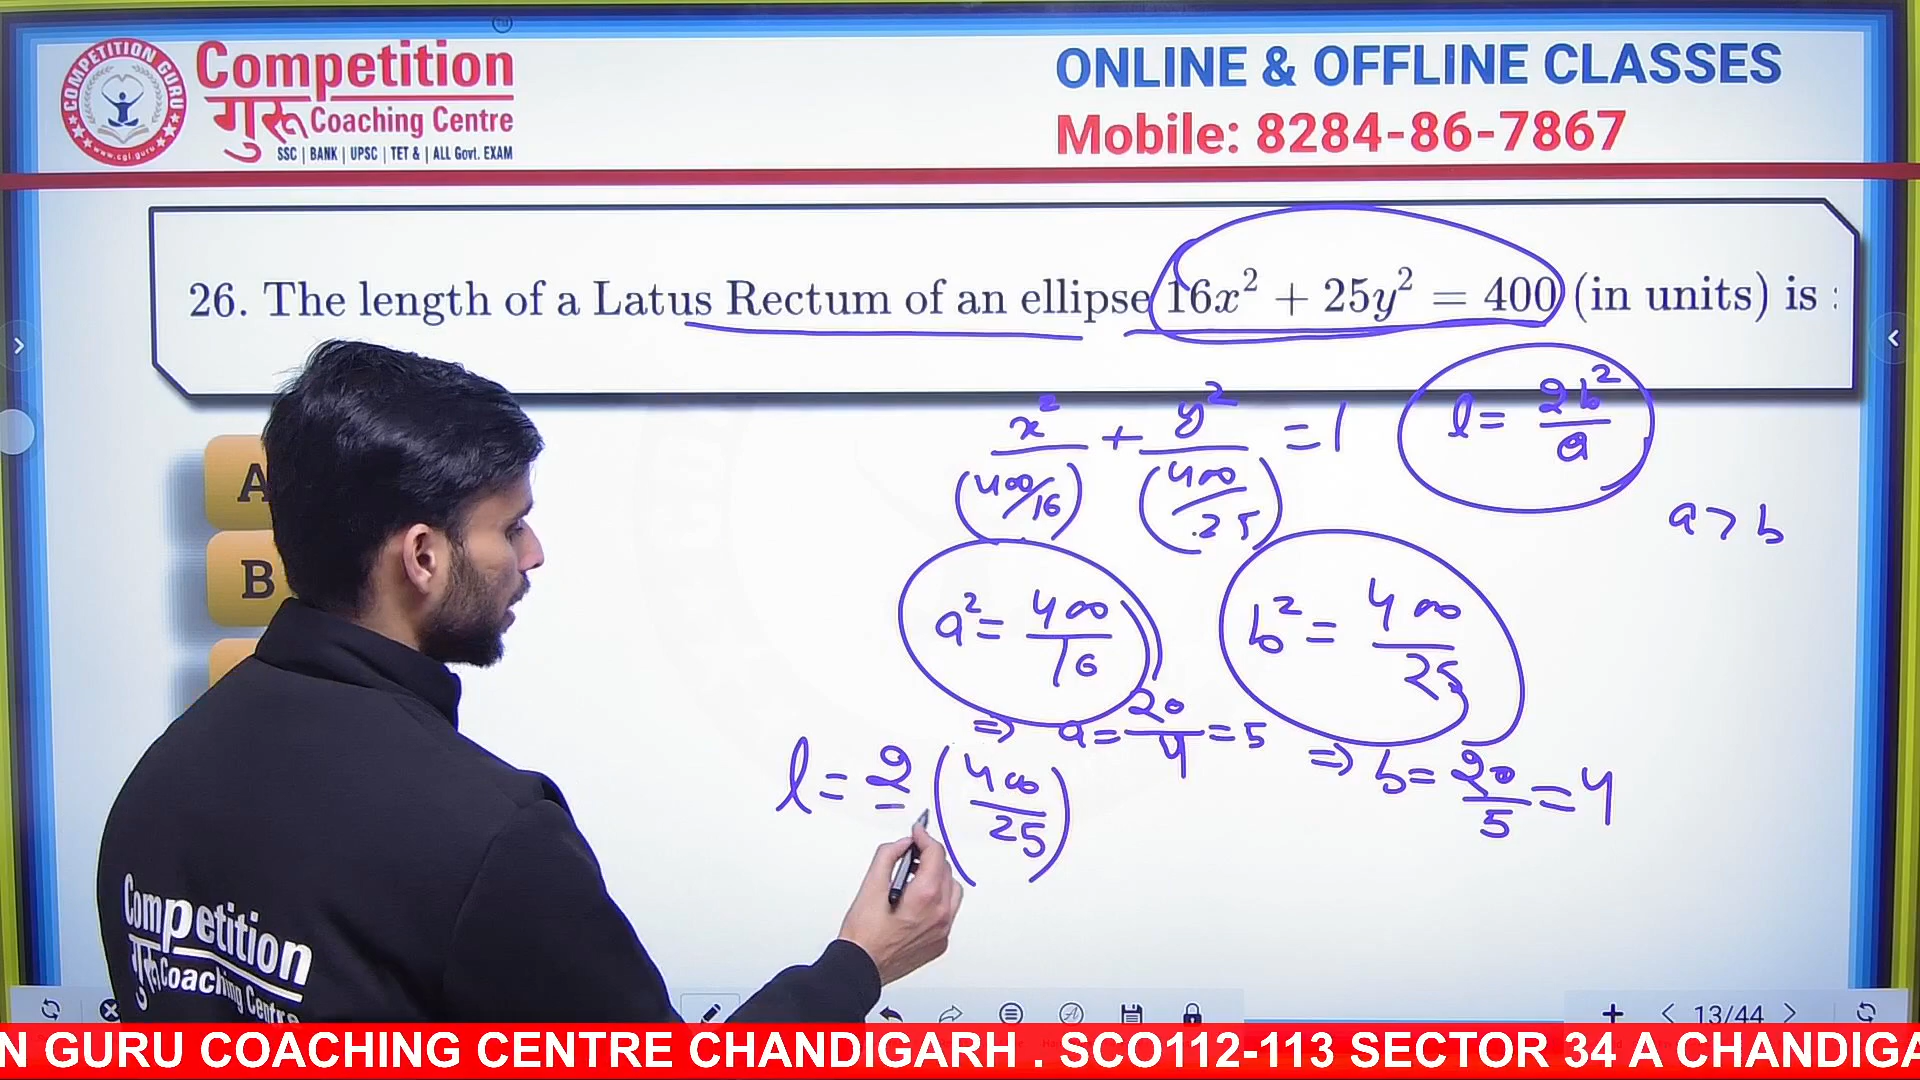 COMPETITION GURU
www.cgl.guru
Competition
गुरू Coaching Centre
SSC | BANK | UPSC | TET & | ALL Govt. EXAM
ONLINE & OFFLINE CLASSES
Mobile: 8284-86-7867
26. The length of a Latus Rectum of an ellipse 16x² + 25y² = 400 (in units) is :
x²/(400/16) + y²/(400/25) = 1
l = 2b²/a
a > b
a² = 400/16
b² = 400/25
⇒ a = 20/4 = 5
⇒ b = 20/5 = 4
l = 2 (400/25)
A
B
Competition
गुरू Coaching Centre
13/44
N GURU COACHING CENTRE CHANDIGARH . SCO112-113 SECTOR 34 A CHANDIGA